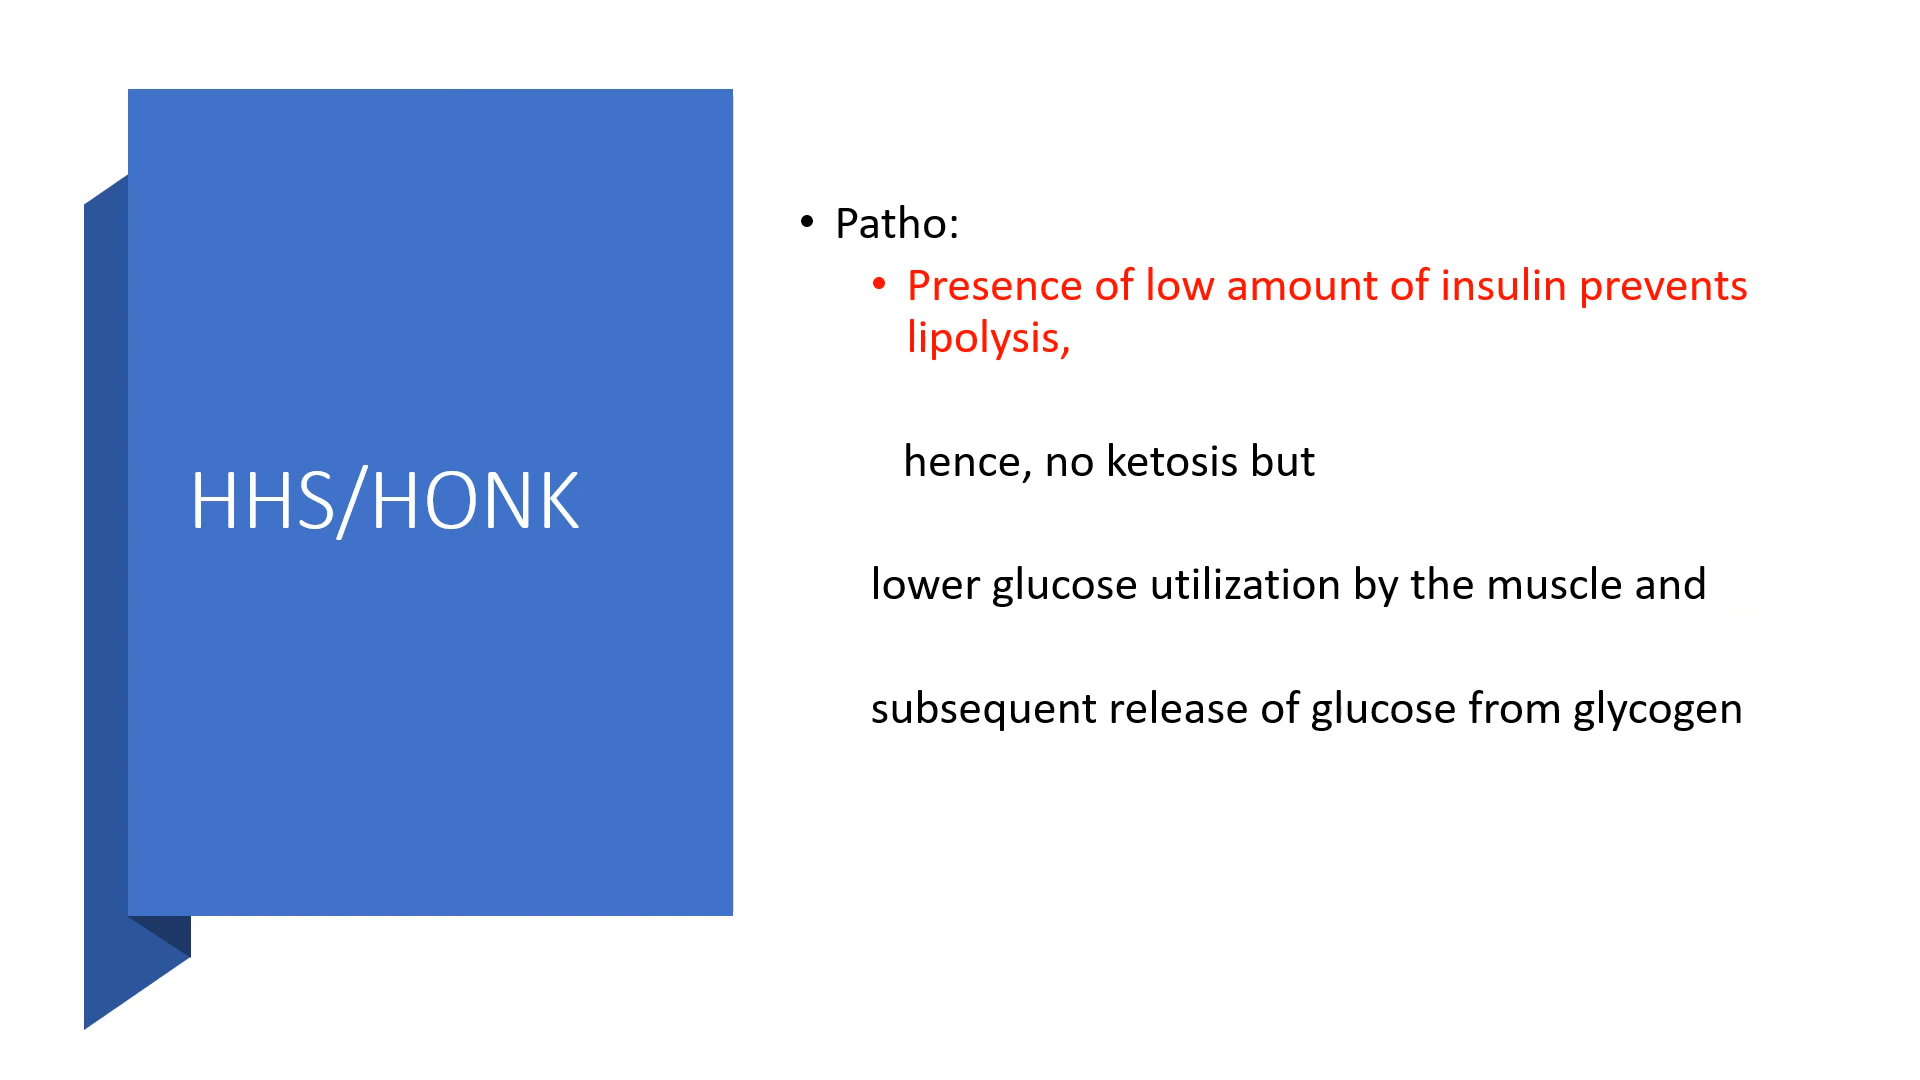 HHS/HONK
• Patho:
• Presence of low amount of insulin prevents
lipolysis,
hence, no ketosis but
lower glucose utilization by the muscle and
subsequent release of glucose from glycogen